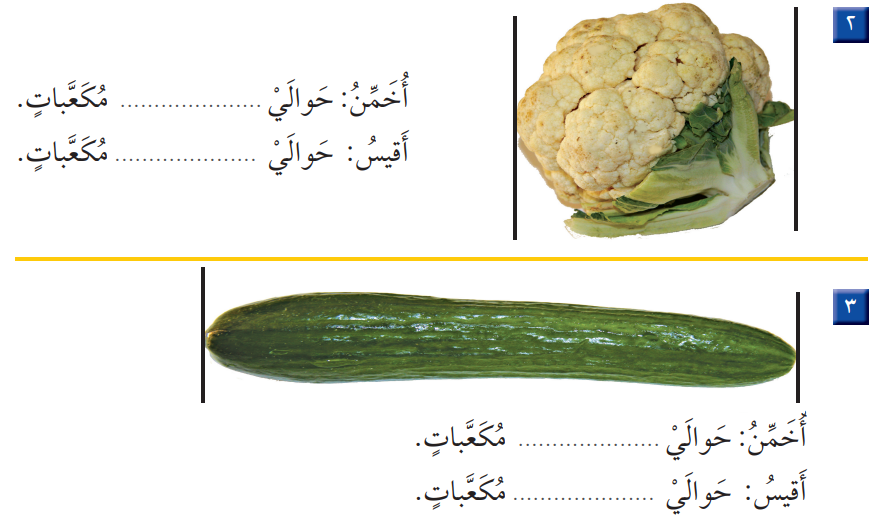 ٢
أُخَمِّنُ: حَوالَيْ ..................... مُكَعَّباتٍ.
أَقيسُ: حَوالَيْ ..................... مُكَعَّباتٍ.
٣
أُخَمِّنُ: حَوالَيْ ..................... مُكَعَّباتٍ.
أَقيسُ: حَوالَيْ ..................... مُكَعَّباتٍ.